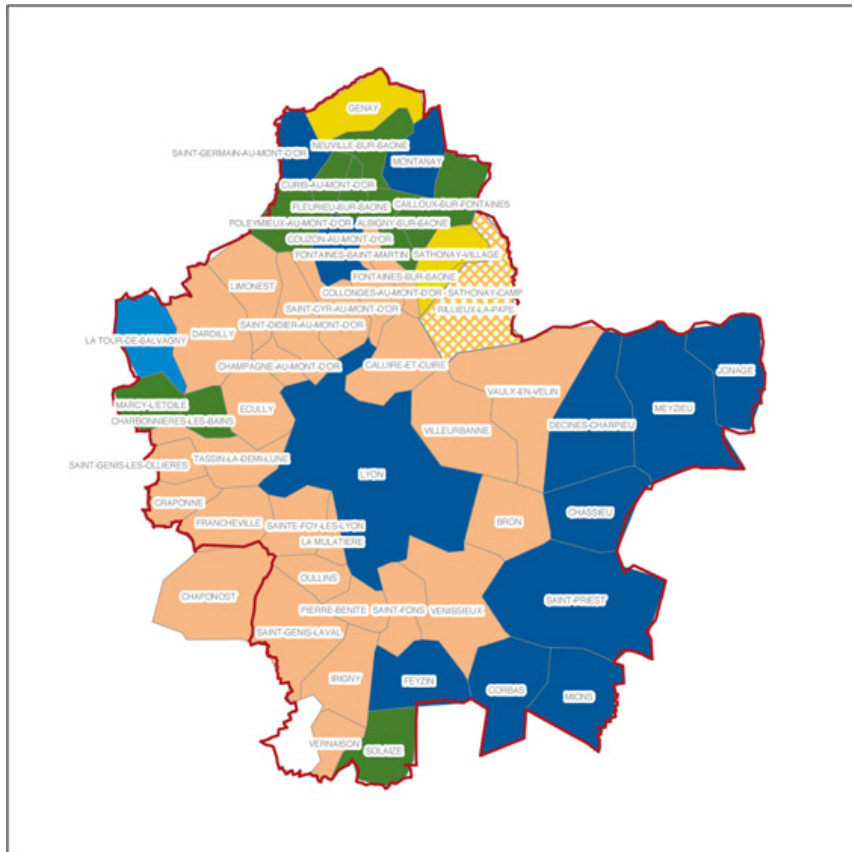 GENAY
NEUVILLE-SUR-SAONE
SAINT-GERMAIN-AU-MONT-D'OR
MONTANAY
CURIS-AU-MONT-D'OR
CAILLOUX-SUR-FONTAINES
FLEURIEU-SUR-SAONE
POLEYMIEUX-AU-MONT-D'OR
ALBIGNY-SUR-SAONE
COUZON-AU-MONT-D'OR
FONTAINES-SAINT-MARTIN
SATHONAY-VILLAGE
FONTAINES-SUR-SAONE
LIMONEST
COLLONGES-AU-MONT-D'OR
SATHONAY-CAMP
SAINT-CYR-AU-MONT-D'OR
RILLIEUX-LA-PAPE
SAINT-DIDIER-AU-MONT-D'OR
DARDILLY
LA TOUR-DE-SALVAGNY
CHAMPAGNE-AU-MONT-D'OR
CALUIRE-ET-CUIRE
JONAGE
VAULX-EN-VELIN
MARCY-L'ETOILE
ECULLY
MEYZIEU
CHARBONNIERES-LES-BAINS
DECINES-CHARPIEU
VILLEURBANNE
TASSIN-LA-DEMI-LUNE
SAINT-GENIS-LES-OLLIERES
LYON
CRAPONNE
CHASSIEU
FRANCHEVILLE
SAINTE-FOY-LES-LYON
BRON
LA MULATIERE
OULLINS
CHAPONOST
SAINT-PRIEST
PIERRE-BENITE
SAINT-FONS
VENISSIEUX
SAINT-GENIS-LAVAL
IRIGNY
FEYZIN
CORBAS
MIONS
VERNAISON
SOLAIZE